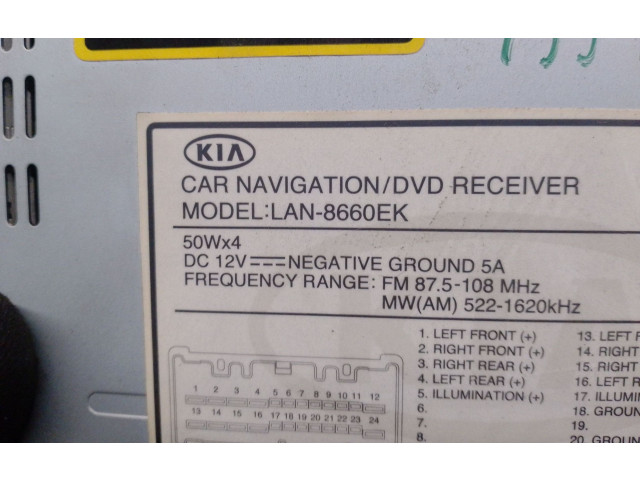 KIA
CAR NAVIGATION/DVD RECEIVER
MODEL:LAN-8660EK
50Wx4
DC 12V⎓NEGATIVE GROUND 5A
FREQUENCY RANGE: FM 87.5-108 MHz
MW(AM) 522-1620kHz
1. LEFT FRONT (+) 13. LEFT
2. RIGHT FRONT (+) 14. RIGHT
3. RIGHT REAR (+) 15. RIGHT
4. LEFT REAR (+) 16. LEFT
5. ILLUMINATION (+) 17.
6. 18.
7. 19.
8. 20.
1 2 3 4 5 6 7 8 9 10 11 12
13 14 15 16 17 18 19 20 21 22 23 24